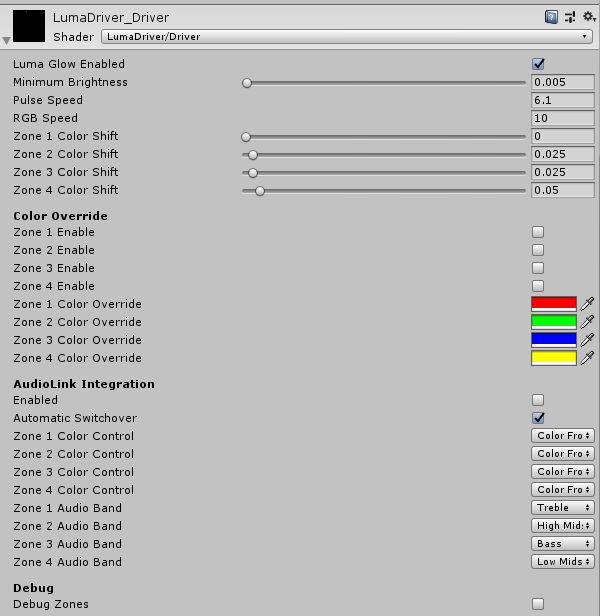 LumaDriver_Driver
Shader LumaDriver/Driver
Luma Glow Enabled
Minimum Brightness 0.005
Pulse Speed 6.1
RGB Speed 10
Zone 1 Color Shift 0
Zone 2 Color Shift 0.025
Zone 3 Color Shift 0.025
Zone 4 Color Shift 0.05
Color Override
Zone 1 Enable
Zone 2 Enable
Zone 3 Enable
Zone 4 Enable
Zone 1 Color Override
Zone 2 Color Override
Zone 3 Color Override
Zone 4 Color Override
AudioLink Integration
Enabled
Automatic Switchover
Zone 1 Color Control Color Fro
Zone 2 Color Control Color Fro
Zone 3 Color Control Color Fro
Zone 4 Color Control Color Fro
Zone 1 Audio Band Treble
Zone 2 Audio Band High Mids
Zone 3 Audio Band Bass
Zone 4 Audio Band Low Mids
Debug
Debug Zones